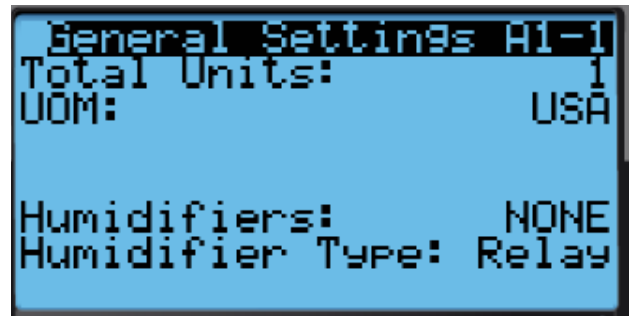 General Settings A1-1
Total Units: 1
UOM: USA
Humidifiers: NONE
Humidifier Type: Relay